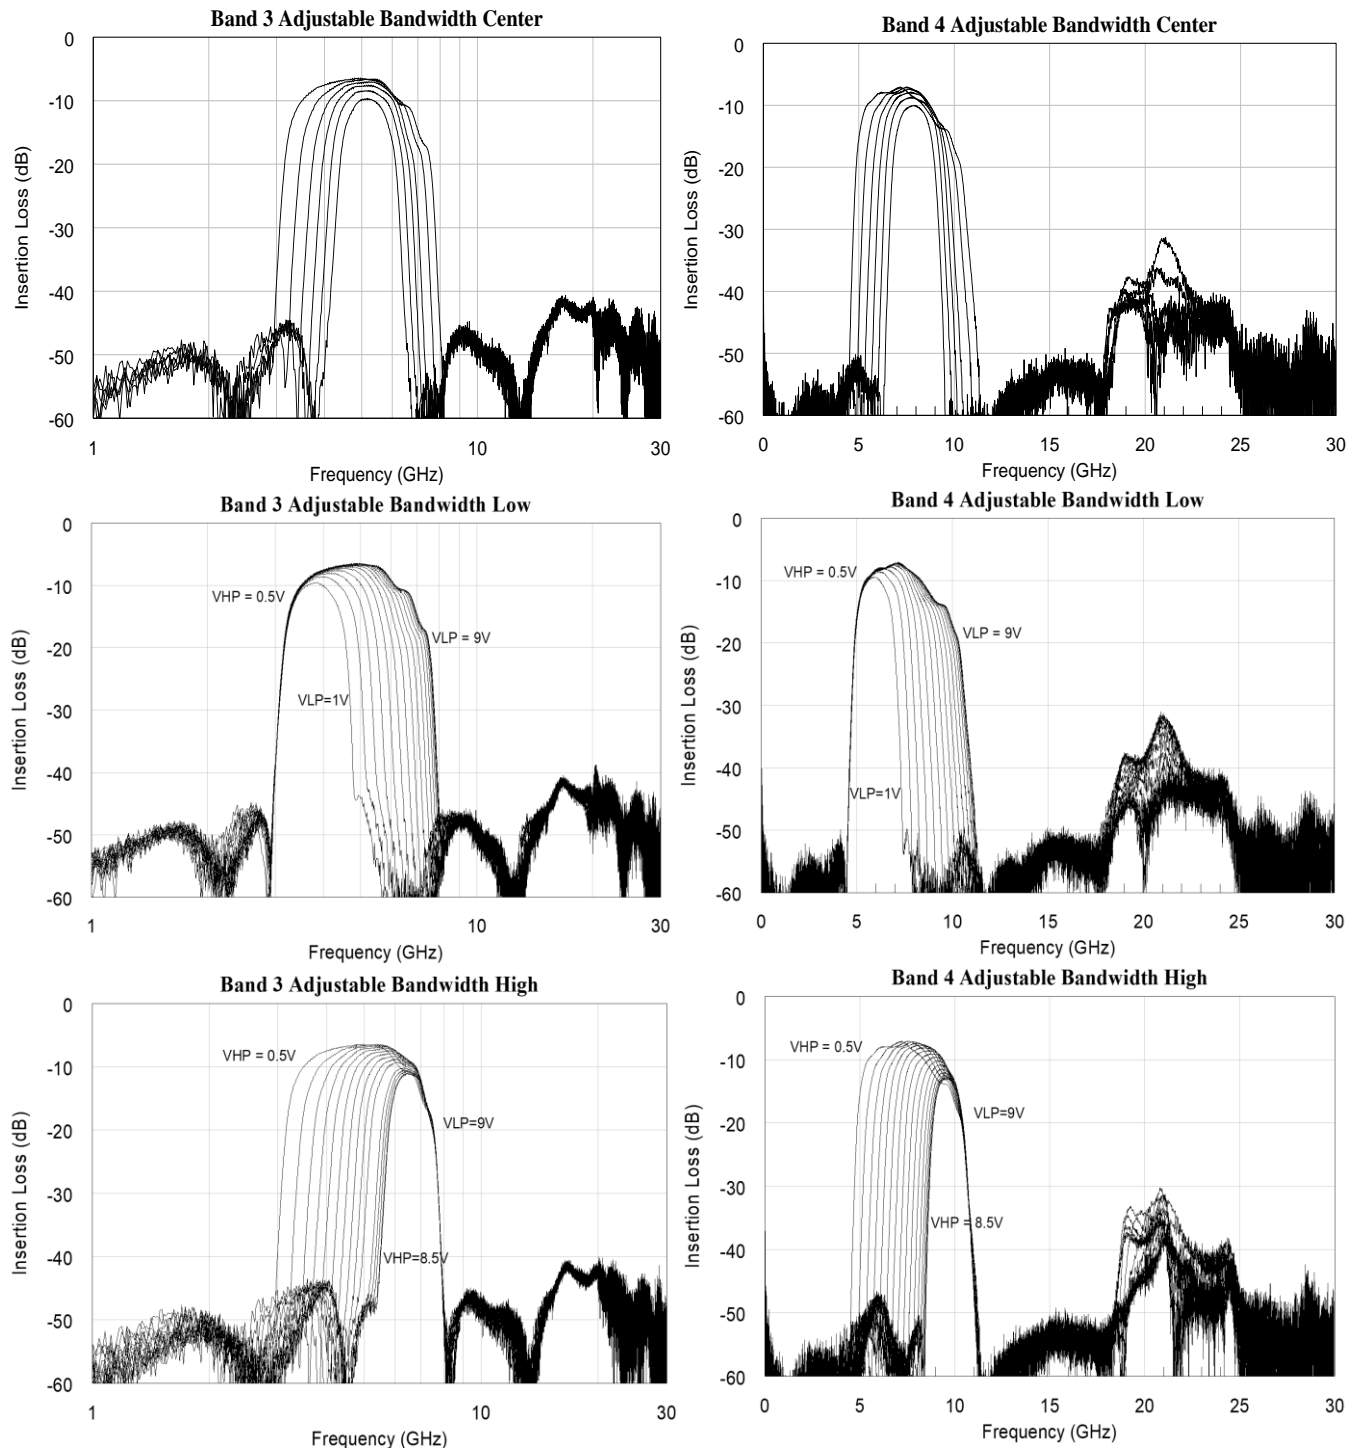 Band 3 Adjustable Bandwidth Center
0
-10
-20
-30
-40
-50
-60
Insertion Loss (dB)
1
10
30
Frequency (GHz)
Band 4 Adjustable Bandwidth Center
0
-10
-20
-30
-40
-50
-60
Insertion Loss (dB)
0
5
10
15
20
25
30
Frequency (GHz)
Band 3 Adjustable Bandwidth Low
0
-10
-20
-30
-40
-50
-60
Insertion Loss (dB)
VHP = 0.5V
VLP = 9V
VLP=1V
1
10
30
Frequency (GHz)
Band 4 Adjustable Bandwidth Low
0
-10
-20
-30
-40
-50
-60
Insertion Loss (dB)
VHP = 0.5V
VLP = 9V
VLP=1V
0
5
10
15
20
25
30
Frequency (GHz)
Band 3 Adjustable Bandwidth High
0
-10
-20
-30
-40
-50
-60
Insertion Loss (dB)
VHP = 0.5V
VLP=9V
VHP=8.5V
1
10
30
Frequency (GHz)
Band 4 Adjustable Bandwidth High
0
-10
-20
-30
-40
-50
-60
Insertion Loss (dB)
VHP = 0.5V
VLP=9V
VHP = 8.5V
0
5
10
15
20
25
30
Frequency (GHz)